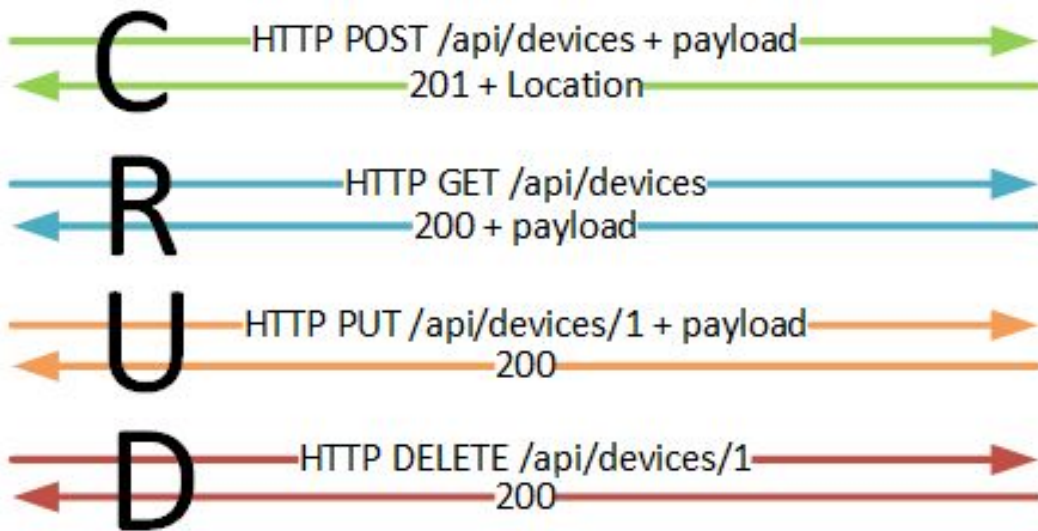 C
HTTP POST /api/devices + payload
201 + Location
R
HTTP GET /api/devices
200 + payload
U
HTTP PUT /api/devices/1 + payload
200
D
HTTP DELETE /api/devices/1
200